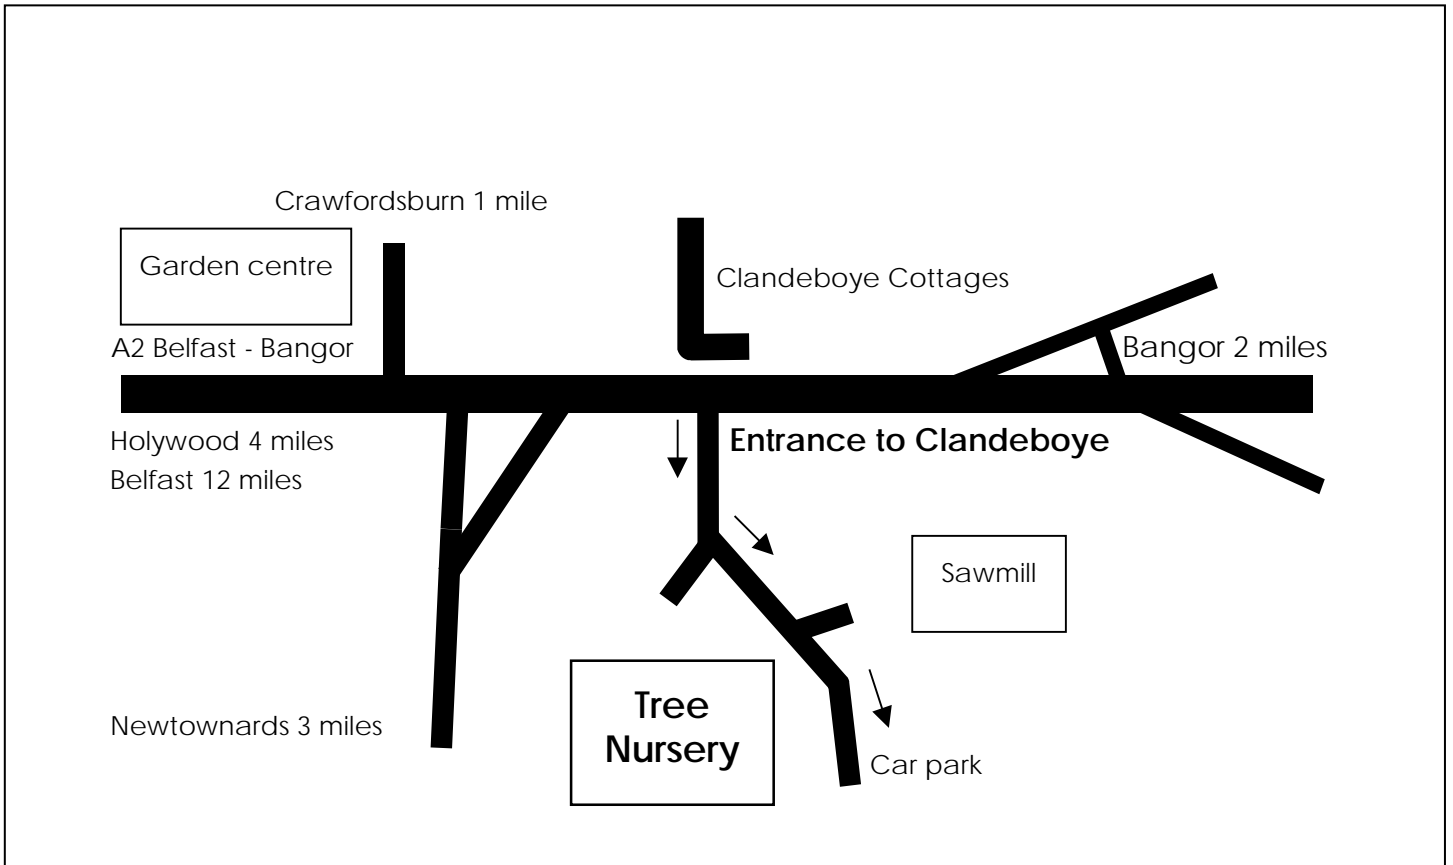 Crawfordsburn 1 mile
Garden centre
Clandeboye Cottages
A2 Belfast - Bangor
Bangor 2 miles
Holywood 4 miles
Belfast 12 miles
Entrance to Clandeboye
Sawmill
Tree
Nursery
Newtownards 3 miles
Car park